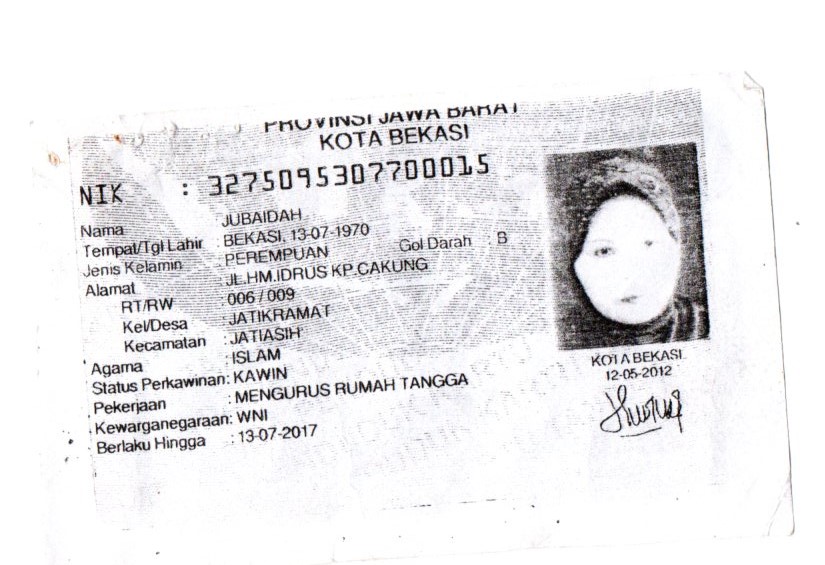 PROVINSI JAWA BARAT
KOTA BEKASI
NIK : 3275095307700015
Nama : JUBAIDAH
Tempat/Tgl Lahir : BEKASI, 13-07-1970
Jenis Kelamin : PEREMPUAN Gol Darah : B
Alamat : JL.HM.IDRUS KP.CAKUNG
RT/RW : 006 / 009
Kel/Desa : JATIKRAMAT
Kecamatan : JATIASIH
Agama : ISLAM
Status Perkawinan: KAWIN
Pekerjaan : MENGURUS RUMAH TANGGA
Kewarganegaraan: WNI
Berlaku Hingga : 13-07-2017
KOTA BEKASI
12-05-2012